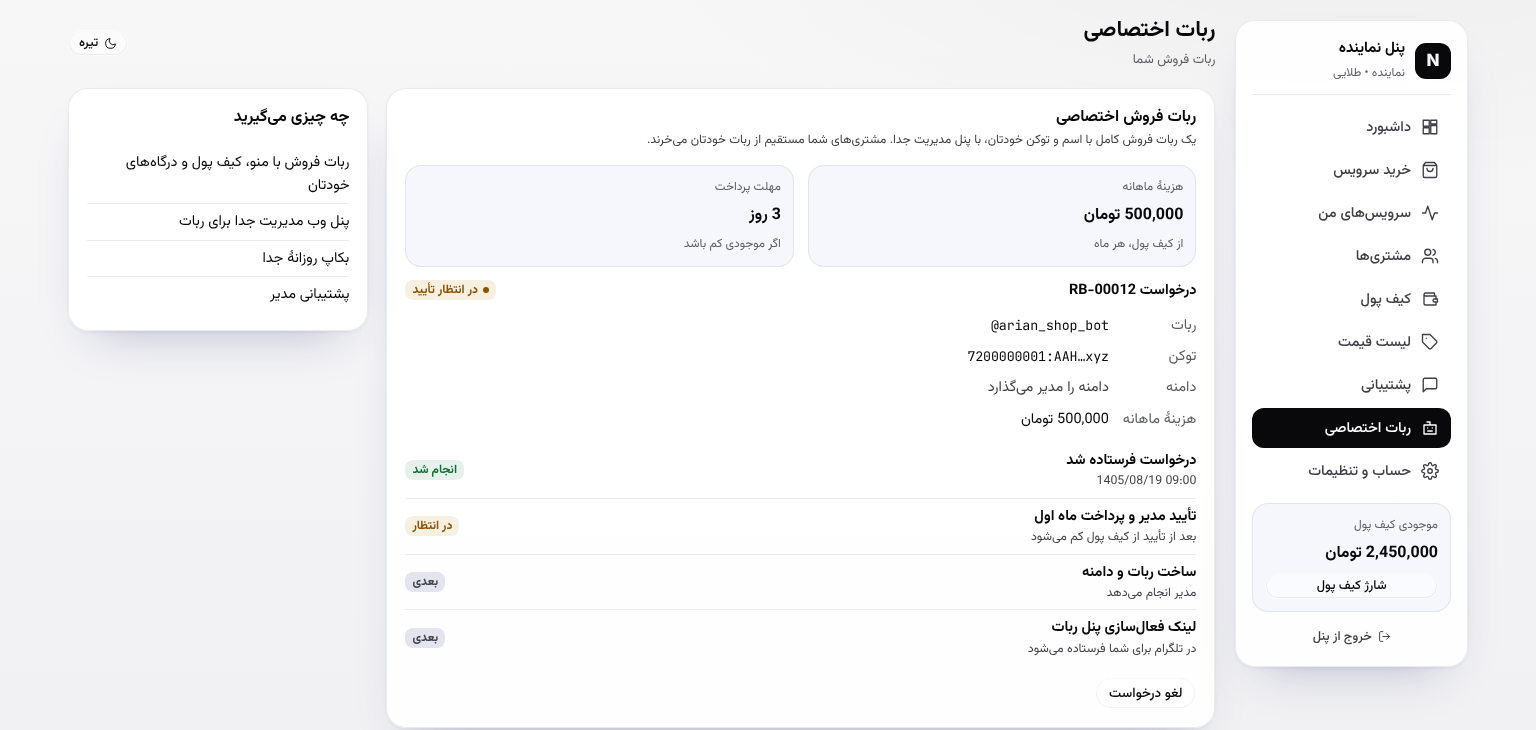 N
پنل نماینده
نماینده • طلایی
داشبورد
خرید سرویس
سرویس‌های من
مشتری‌ها
کیف پول
لیست قیمت
پشتیبانی
ربات اختصاصی
حساب و تنظیمات
موجودی کیف پول
2,450,000 تومان
شارژ کیف پول
خروج از پنل
ربات اختصاصی
ربات فروش شما
تیره
ربات فروش اختصاصی
یک ربات فروش کامل با اسم و توکن خودتان، با پنل مدیریت جدا. مشتری‌های شما مستقیم از ربات خودتان می‌خرند.
هزینهٔ ماهانه
500,000 تومان
از کیف پول، هر ماه
مهلت پرداخت
3 روز
اگر موجودی کم باشد
درخواست RB-00012
در انتظار تأیید
ربات @arian_shop_bot
توکن 7200000001:AAH…xyz
دامنه دامنه را مدیر می‌گذارد
هزینهٔ ماهانه 500,000 تومان
درخواست فرستاده شد
1405/08/19 09:00
انجام شد
تأیید مدیر و پرداخت ماه اول
بعد از تأیید از کیف پول کم می‌شود
در انتظار
ساخت ربات و دامنه
مدیر انجام می‌دهد
بعدی
لینک فعال‌سازی پنل ربات
در تلگرام برای شما فرستاده می‌شود
بعدی
لغو درخواست
چه چیزی می‌گیرید
ربات فروش با منو، کیف پول و درگاه‌های
خودتان
پنل وب مدیریت جدا برای ربات
بکاپ روزانهٔ جدا
پشتیبانی مدیر